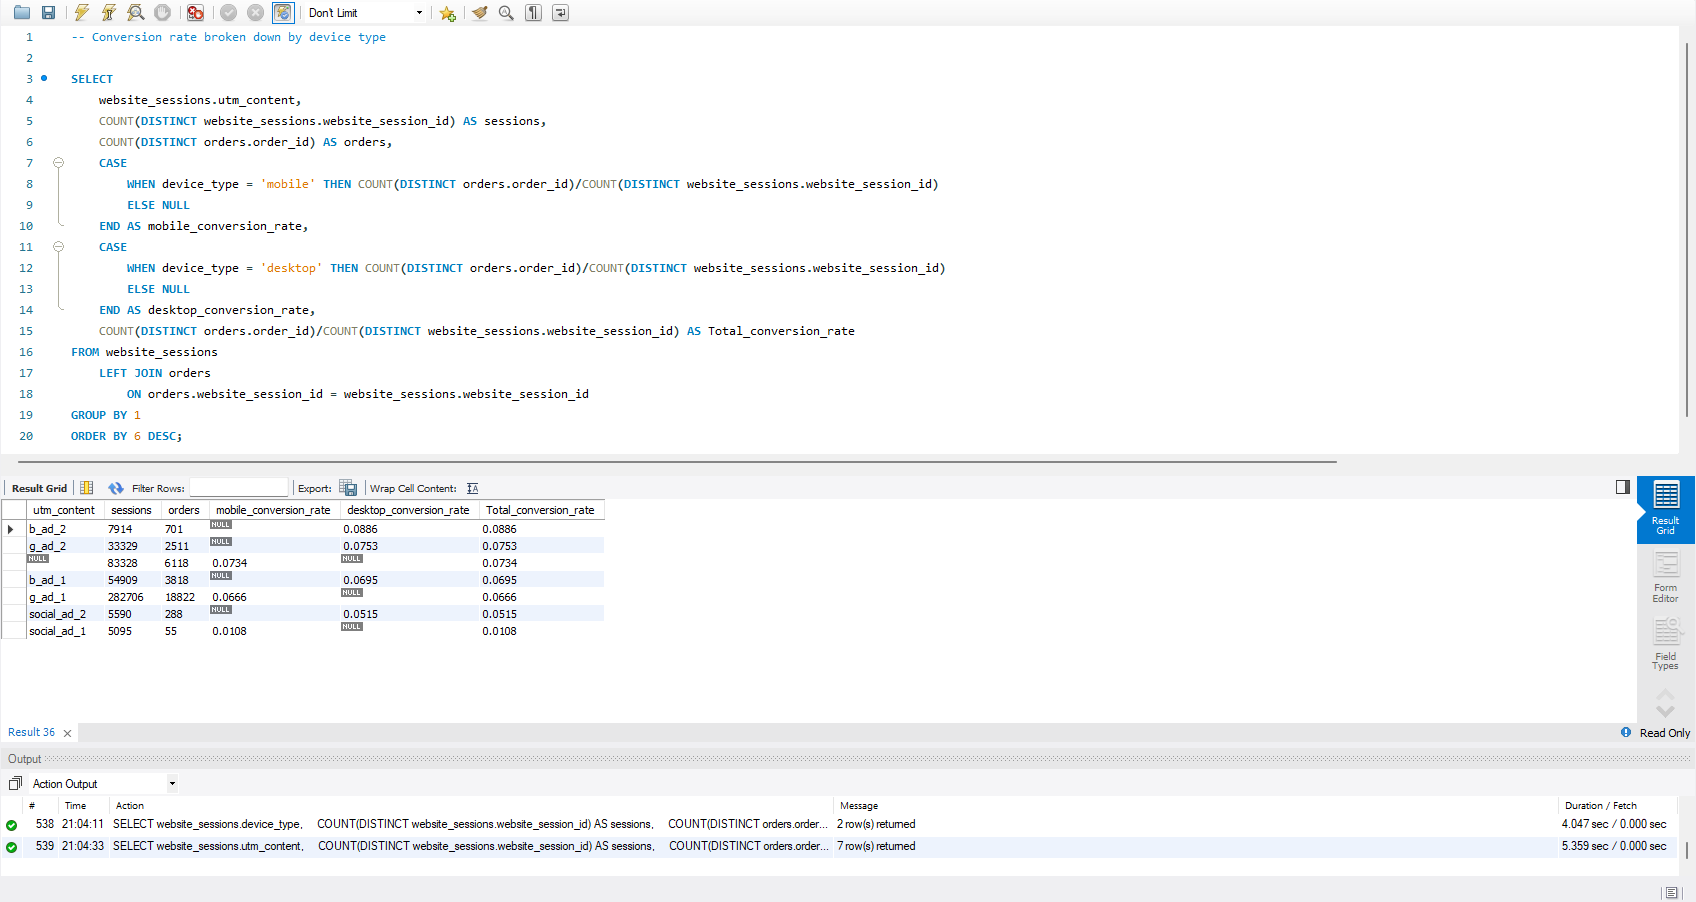 Don't Limit
1 -- Conversion rate broken down by device type
2
3 SELECT
4 website_sessions.utm_content,
5 COUNT(DISTINCT website_sessions.website_session_id) AS sessions,
6 COUNT(DISTINCT orders.order_id) AS orders,
7 CASE
8 WHEN device_type = 'mobile' THEN COUNT(DISTINCT orders.order_id)/COUNT(DISTINCT website_sessions.website_session_id)
9 ELSE NULL
10 END AS mobile_conversion_rate,
11 CASE
12 WHEN device_type = 'desktop' THEN COUNT(DISTINCT orders.order_id)/COUNT(DISTINCT website_sessions.website_session_id)
13 ELSE NULL
14 END AS desktop_conversion_rate,
15 COUNT(DISTINCT orders.order_id)/COUNT(DISTINCT website_sessions.website_session_id) AS Total_conversion_rate
16 FROM website_sessions
17 LEFT JOIN orders
18 ON orders.website_session_id = website_sessions.website_session_id
19 GROUP BY 1
20 ORDER BY 6 DESC;
Result Grid Filter Rows: Export: Wrap Cell Content: IA
utm_content sessions orders mobile_conversion_rate desktop_conversion_rate Total_conversion_rate
b_ad_2 7914 701 NULL 0.0886 0.0886
g_ad_2 33329 2511 NULL 0.0753 0.0753
NULL 83328 6118 0.0734 NULL 0.0734
b_ad_1 54909 3818 NULL 0.0695 0.0695
g_ad_1 282706 18822 0.0666 NULL 0.0666
social_ad_2 5590 288 NULL 0.0515 0.0515
social_ad_1 5095 55 0.0108 NULL 0.0108
Result
Grid
Form
Editor
Field
Types
Result 36
Read Only
Output
Action Output
# Time Action Message Duration / Fetch
538 21:04:11 SELECT website_sessions.device_type, COUNT(DISTINCT website_sessions.website_session_id) AS sessions, COUNT(DISTINCT orders.order... 2 row(s) returned 4.047 sec / 0.000 sec
539 21:04:33 SELECT website_sessions.utm_content, COUNT(DISTINCT website_sessions.website_session_id) AS sessions, COUNT(DISTINCT orders.order... 7 row(s) returned 5.359 sec / 0.000 sec